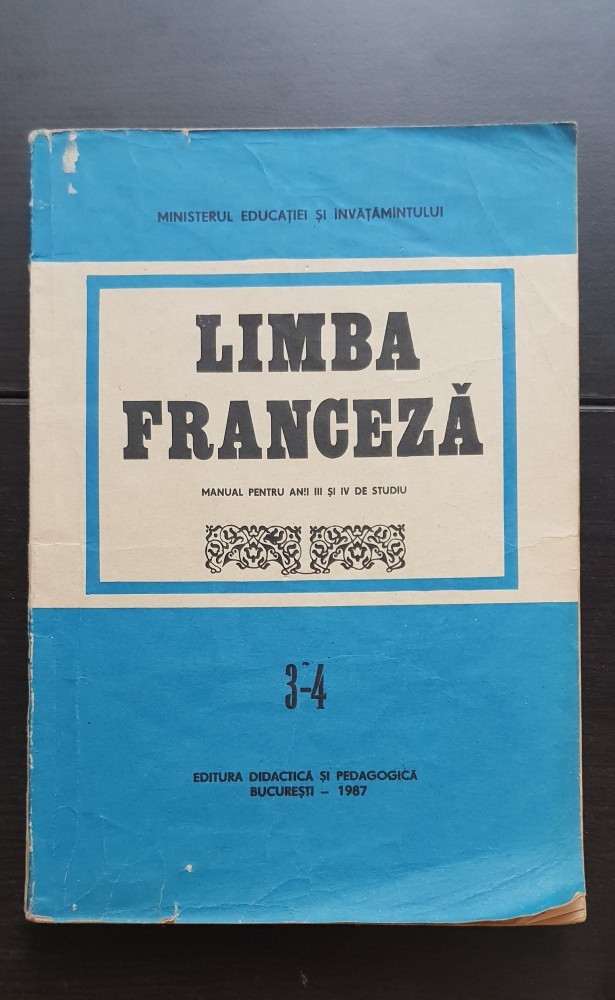 MINISTERUL EDUCAȚIEI ȘI INVĂȚĂMÎNTULUI
LIMBA
FRANCEZĂ
MANUAL PENTRU ANII III ȘI IV DE STUDIU
3-4
EDITURA DIDACTICĂ ȘI PEDAGOGICĂ
BUCUREȘTI – 1987